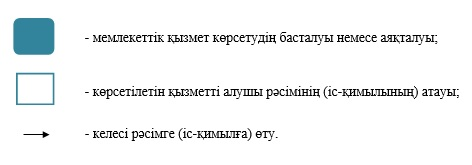 - мемлекеттік қызмет көрсетудің басталуы немесе аяқталуы;
- көрсетілетін қызметті алушы рәсімінің (іс-қимылының) атауы;
- келесі рәсімге (іс-қимылға) өту.